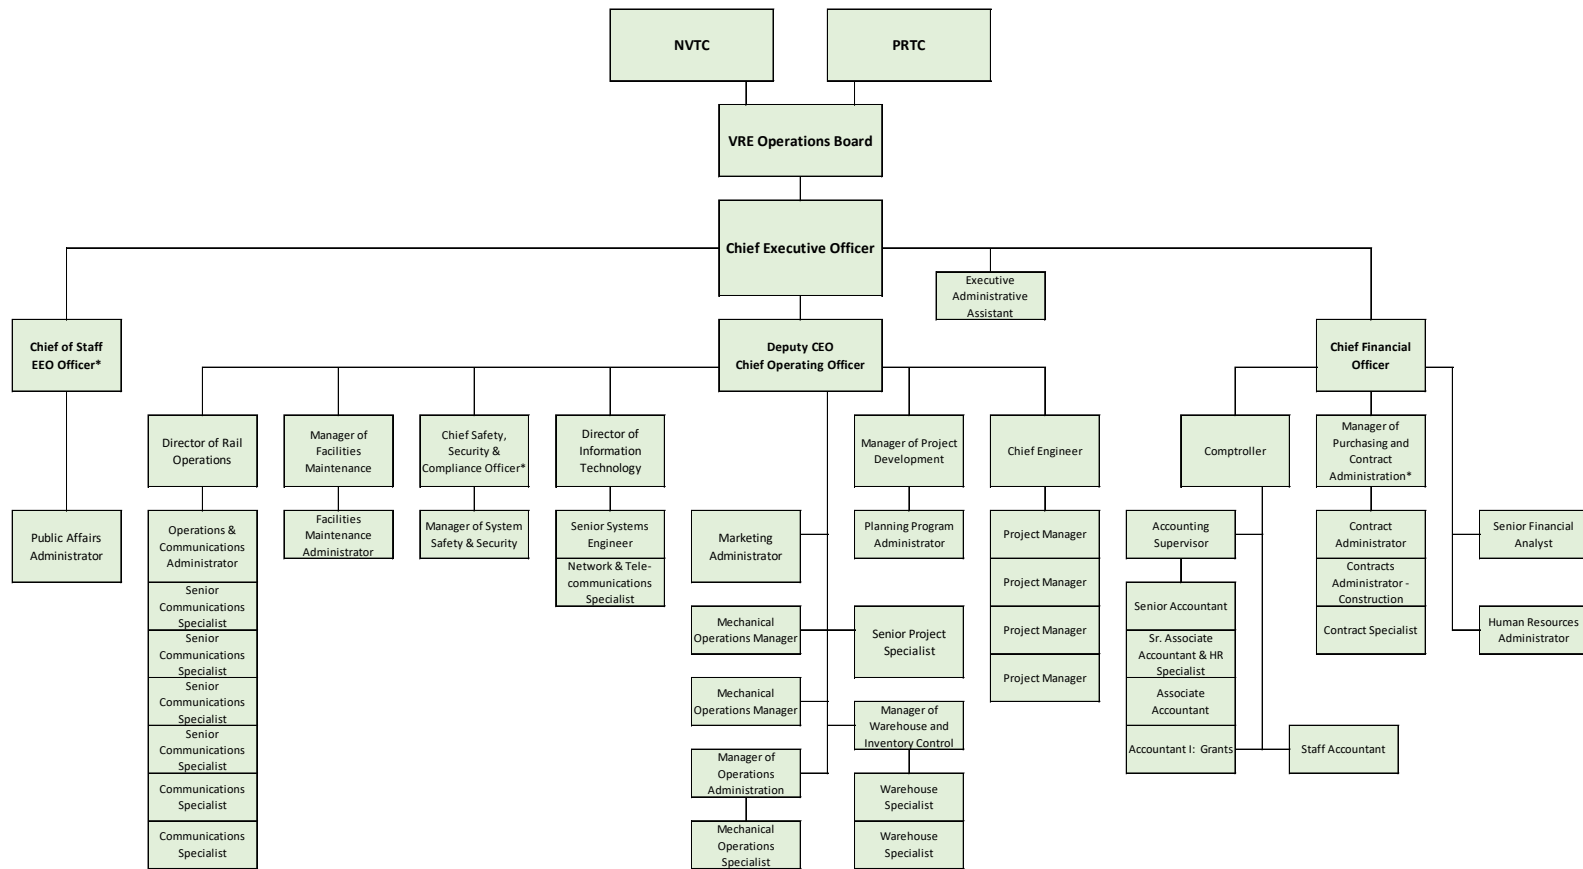 NVTC
PRTC
VRE Operations Board
Chief Executive Officer
Executive
Administrative
Assistant
Chief of Staff
EEO Officer*
Deputy CEO
Chief Operating Officer
Chief Financial
Officer
Director of Rail
Operations
Manager of
Facilities
Maintenance
Chief Safety,
Security &
Compliance Officer*
Director of
Information
Technology
Manager of Project
Development
Chief Engineer
Comptroller
Manager of
Purchasing and
Contract
Administration*
Public Affairs
Administrator
Operations &
Communications
Administrator
Senior
Communications
Specialist
Senior
Communications
Specialist
Senior
Communications
Specialist
Senior
Communications
Specialist
Communications
Specialist
Communications
Specialist
Facilities
Maintenance
Administrator
Manager of System
Safety & Security
Senior Systems
Engineer
Network & Tele-
communications
Specialist
Marketing
Administrator
Mechanical
Operations Manager
Mechanical
Operations Manager
Manager of
Operations
Administration
Mechanical
Operations
Specialist
Planning Program
Administrator
Senior Project
Specialist
Manager of
Warehouse and
Inventory Control
Warehouse
Specialist
Warehouse
Specialist
Project Manager
Project Manager
Project Manager
Project Manager
Accounting
Supervisor
Senior Accountant
Sr. Associate
Accountant & HR
Specialist
Associate
Accountant
Accountant I:  Grants
Staff Accountant
Contract
Administrator
Contracts
Administrator -
Construction
Contract Specialist
Senior Financial
Analyst
Human Resources
Administrator